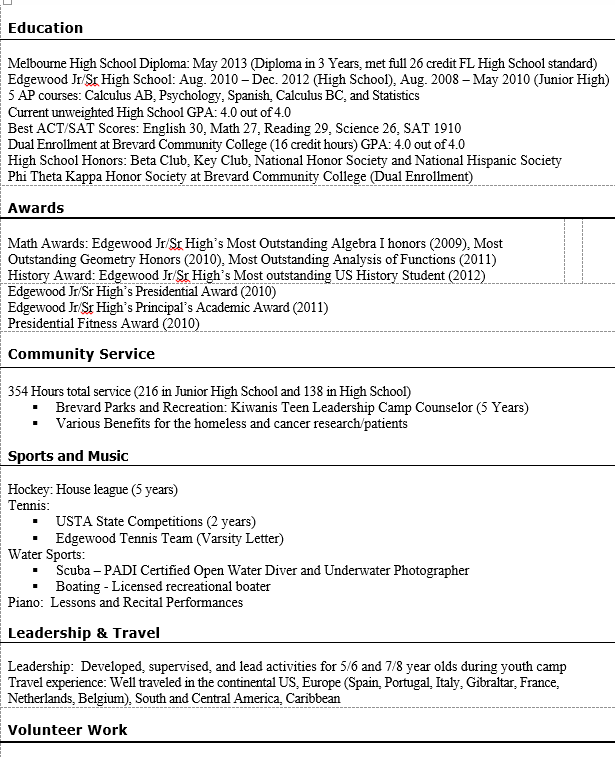 Education
Melbourne High School Diploma: May 2013 (Diploma in 3 Years, met full 26 credit FL High School standard)
Edgewood Jr/Sr High School: Aug. 2010 – Dec. 2012 (High School), Aug. 2008 – May 2010 (Junior High)
5 AP courses: Calculus AB, Psychology, Spanish, Calculus BC, and Statistics
Current unweighted High School GPA: 4.0 out of 4.0
Best ACT/SAT Scores: English 30, Math 27, Reading 29, Science 26, SAT 1910
Dual Enrollment at Brevard Community College (16 credit hours) GPA: 4.0 out of 4.0
High School Honors: Beta Club, Key Club, National Honor Society and National Hispanic Society
Phi Theta Kappa Honor Society at Brevard Community College (Dual Enrollment)
Awards
Math Awards: Edgewood Jr/Sr High’s Most Outstanding Algebra I honors (2009), Most
Outstanding Geometry Honors (2010), Most Outstanding Analysis of Functions (2011)
History Award: Edgewood Jr/Sr High’s Most outstanding US History Student (2012)
Edgewood Jr/Sr High’s Presidential Award (2010)
Edgewood Jr/Sr High’s Principal’s Academic Award (2011)
Presidential Fitness Award (2010)
Community Service
354 Hours total service (216 in Junior High School and 138 in High School)
▪ Brevard Parks and Recreation: Kiwanis Teen Leadership Camp Counselor (5 Years)
▪ Various Benefits for the homeless and cancer research/patients
Sports and Music
Hockey: House league (5 years)
Tennis:
▪ USTA State Competitions (2 years)
▪ Edgewood Tennis Team (Varsity Letter)
Water Sports:
▪ Scuba – PADI Certified Open Water Diver and Underwater Photographer
▪ Boating - Licensed recreational boater
Piano: Lessons and Recital Performances
Leadership & Travel
Leadership: Developed, supervised, and lead activities for 5/6 and 7/8 year olds during youth camp
Travel experience: Well traveled in the continental US, Europe (Spain, Portugal, Italy, Gibraltar, France,
Netherlands, Belgium), South and Central America, Caribbean
Volunteer Work